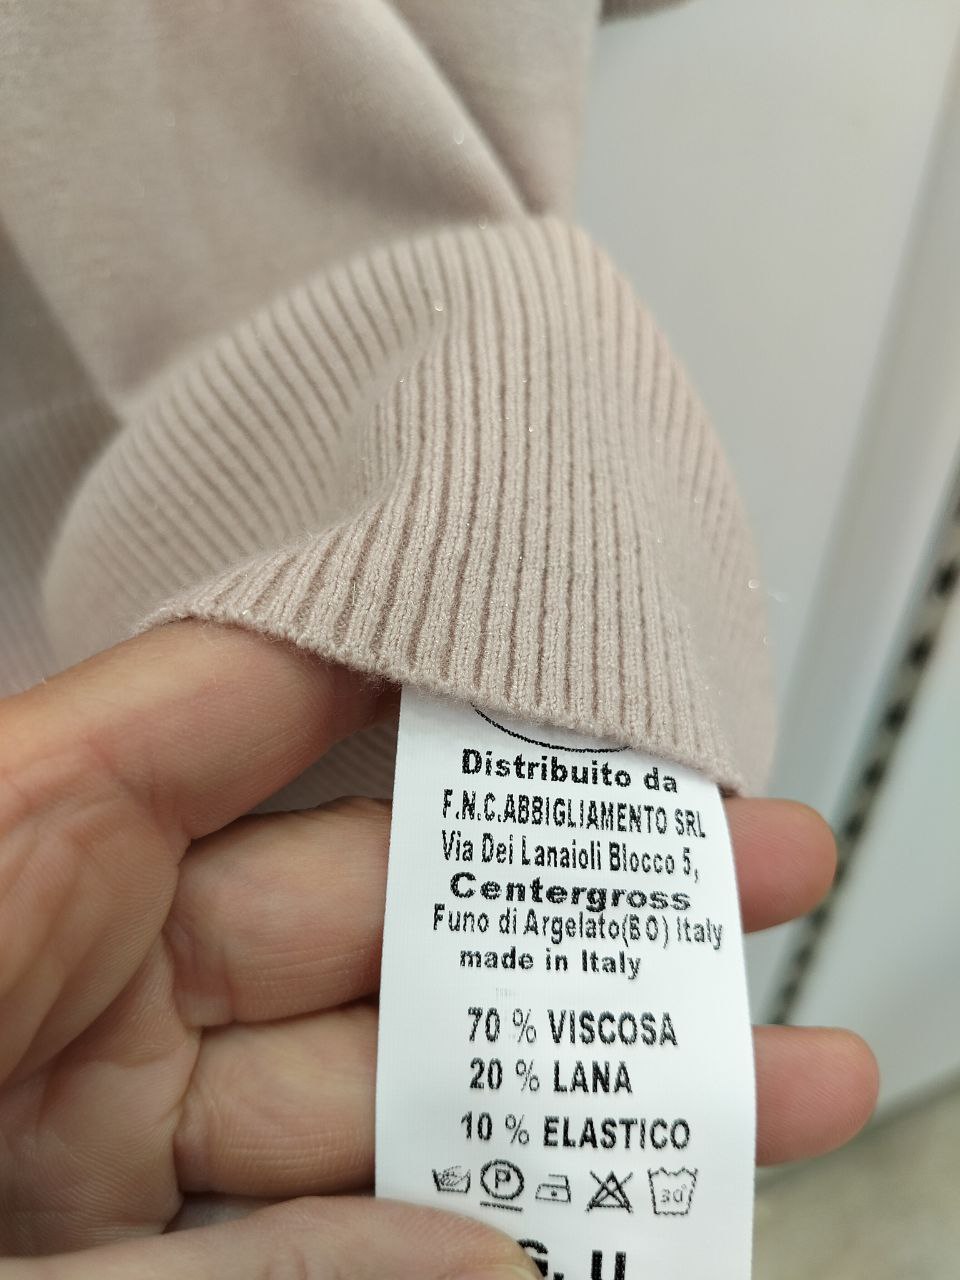 Distribuito da
F.N.C.ABBIGLIAMENTO SRL
Via Dei Lanaioli Blocco 5,
Centergross
Funo di Argelato(BO) Italy
made in Italy
70 % VISCOSA
20 % LANA
10 % ELASTICO
P 30°
G. U